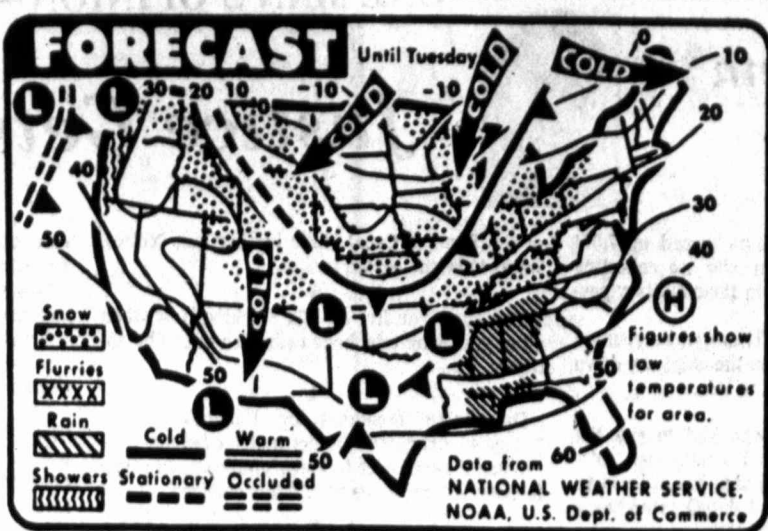 FORECAST
Until Tuesday
COLD
COLD
COLD
COLD
L
L
30
20
10
0
-10
-10
0
10
20
30
40
40
50
H
Snow
Flurries
Rain
Showers
L
L
L
L
50
50
50
60
Figures show
low
temperatures
for area.
Cold
Warm
Stationary
Occluded
Data from
NATIONAL WEATHER SERVICE,
NOAA, U.S. Dept. of Commerce